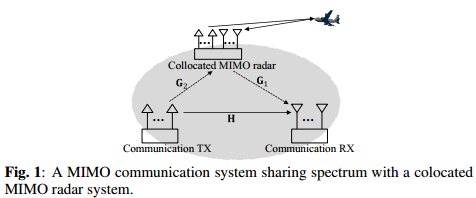 ...
...
Collocated MIMO radar
G₂
G₁
...
H
...
Communication TX
Communication RX
Fig. 1: A MIMO communication system sharing spectrum with a colocated
MIMO radar system.